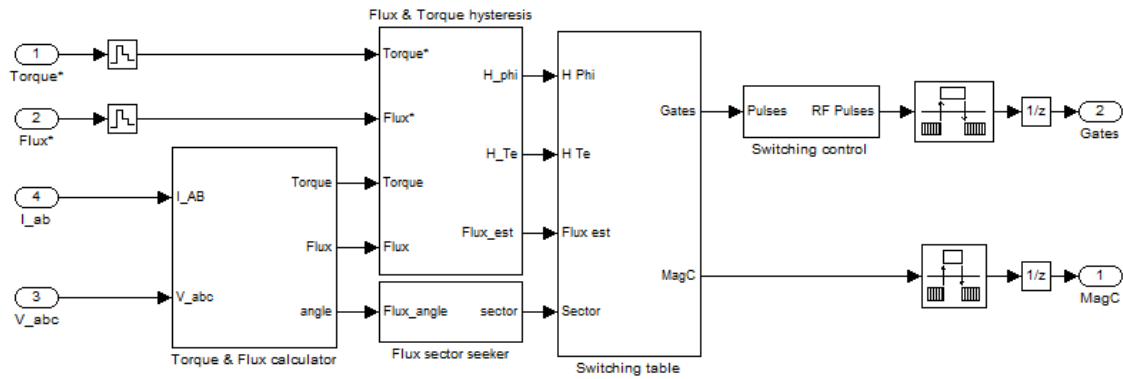 Flux & Torque hysteresis
1
Torque*
Torque*
H_phi
H Phi
2
Flux*
Flux*
Gates
Pulses
RF Pulses
Switching control
1/z
2
Gates
H_Te
H Te
4
I_ab
I_AB
Torque
Torque
Flux
Flux
Flux_est
Flux est
MagC
1/z
1
MagC
3
V_abc
V_abc
angle
Flux_angle
sector
Sector
Torque & Flux calculator
Flux sector seeker
Switching table